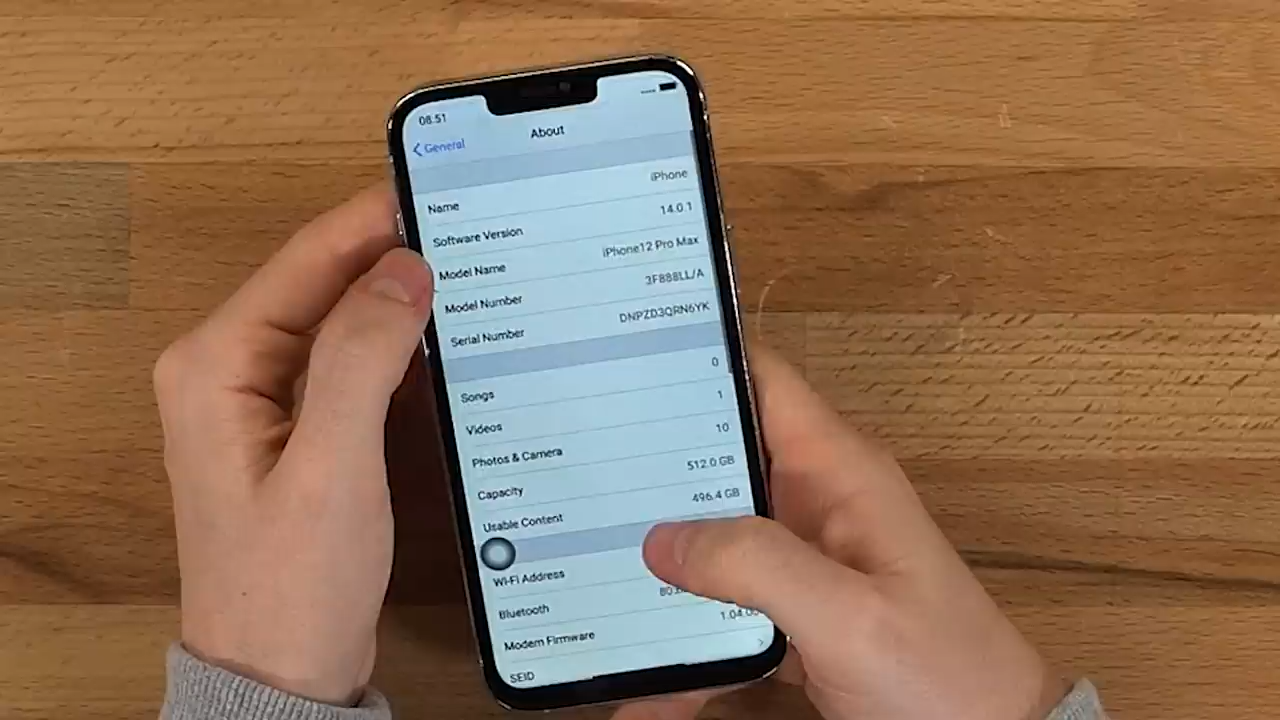 08:51
General
About
Name iPhone
Software Version 14.0.1
Model Name iPhone12 Pro Max
Model Number 3F888LL/A
Serial Number DNPZD3QRN6YK
Songs 0
Videos 1
Photos & Camera 10
Capacity 512.0 GB
Usable Content 496.4 GB
Wi-Fi Address
Bluetooth
Modem Firmware
SEID